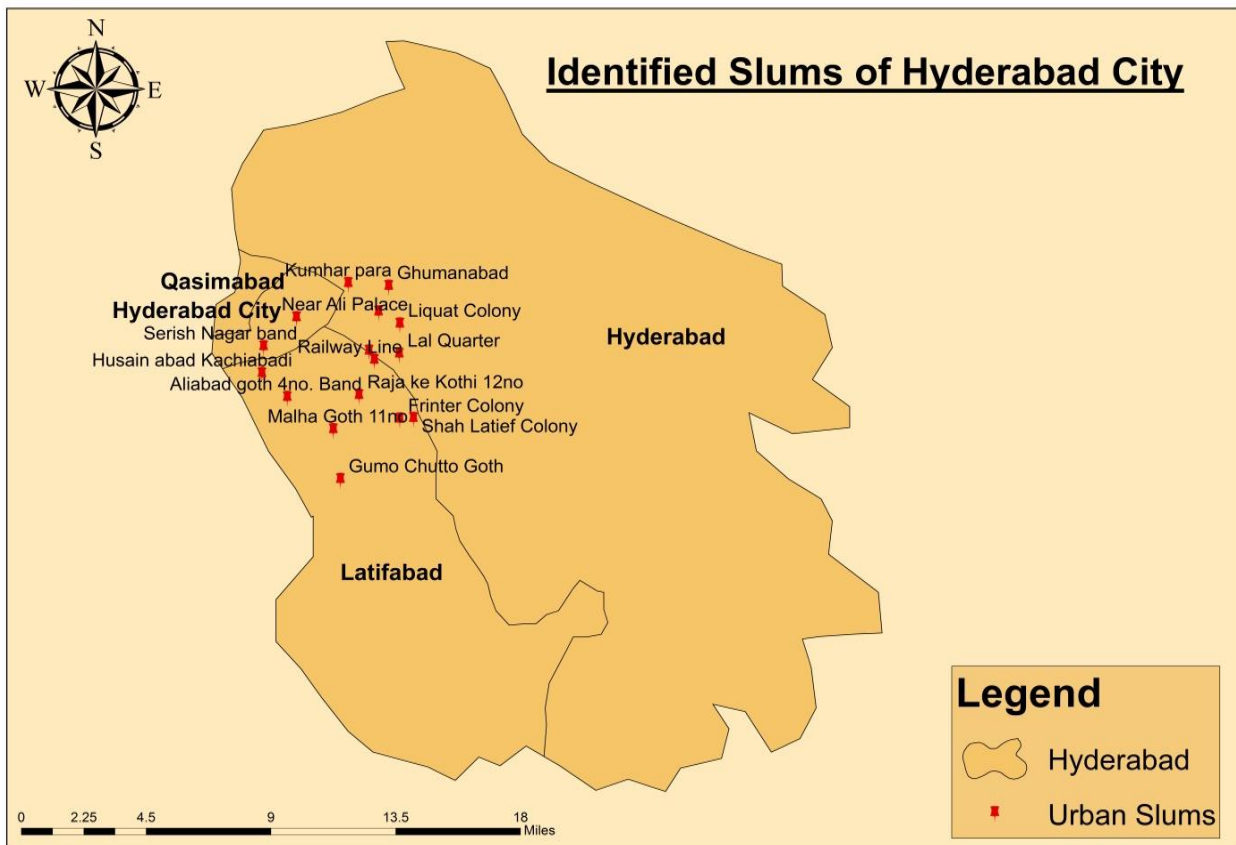 N
Identified Slums of Hyderabad City
W E
S
Kumhar para
Ghumanabad
Qasimabad
Near Ali Palace
Liquat Colony
Hyderabad City
Serish Nagar band
Railway Line
Lal Quarter
Hyderabad
Husain abad Kachiabadi
Aliabad goth 4no. Band
Raja ke Kothi 12no
Malha Goth 11no
Frinter Colony
Shah Latief Colony
Gumo Chutto Goth
Latifabad
Legend
Hyderabad
Urban Slums
0 2.25 4.5 9 13.5 18
Miles